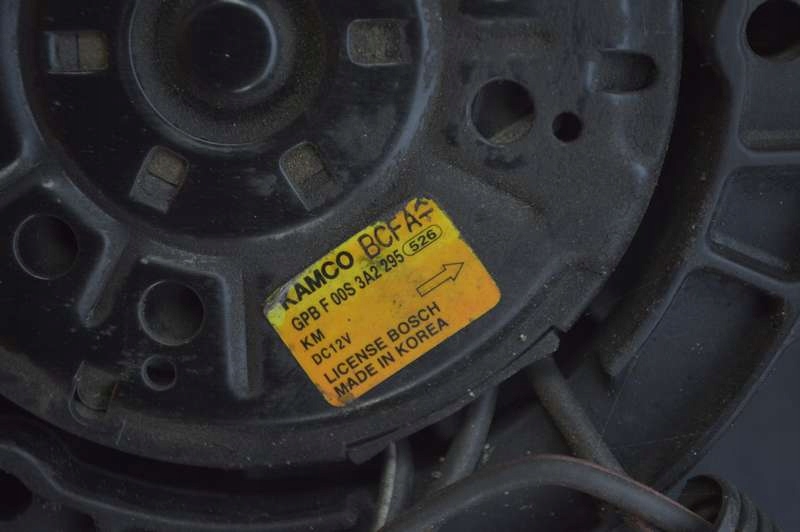 KAMCO BCFA
GPB F 00S 3A2 295 526
KM
DC12V
LICENSE BOSCH
MADE IN KOREA